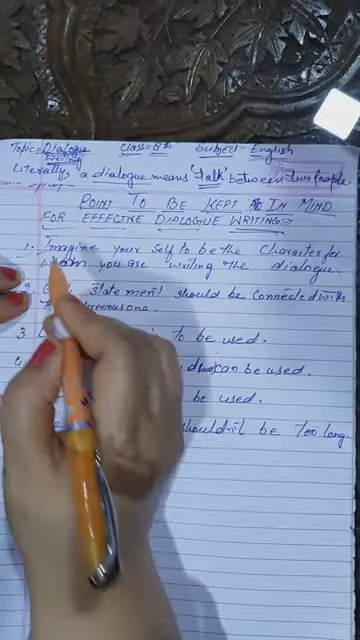 Topic=Dialogue Writing Class=8th Subject-English
Literally a dialogue means 'talk' between two people
POINT TO BE KEPT IN MIND
FOR EFFECTIVE DIALOGUE WRITING:-
1. Imagine your self to be the Character for
whom you are writing the dialogue.
2. statement should be Connected with
previous one.
3. to be used.
can be used.
be used.
shouldn't be Too long.